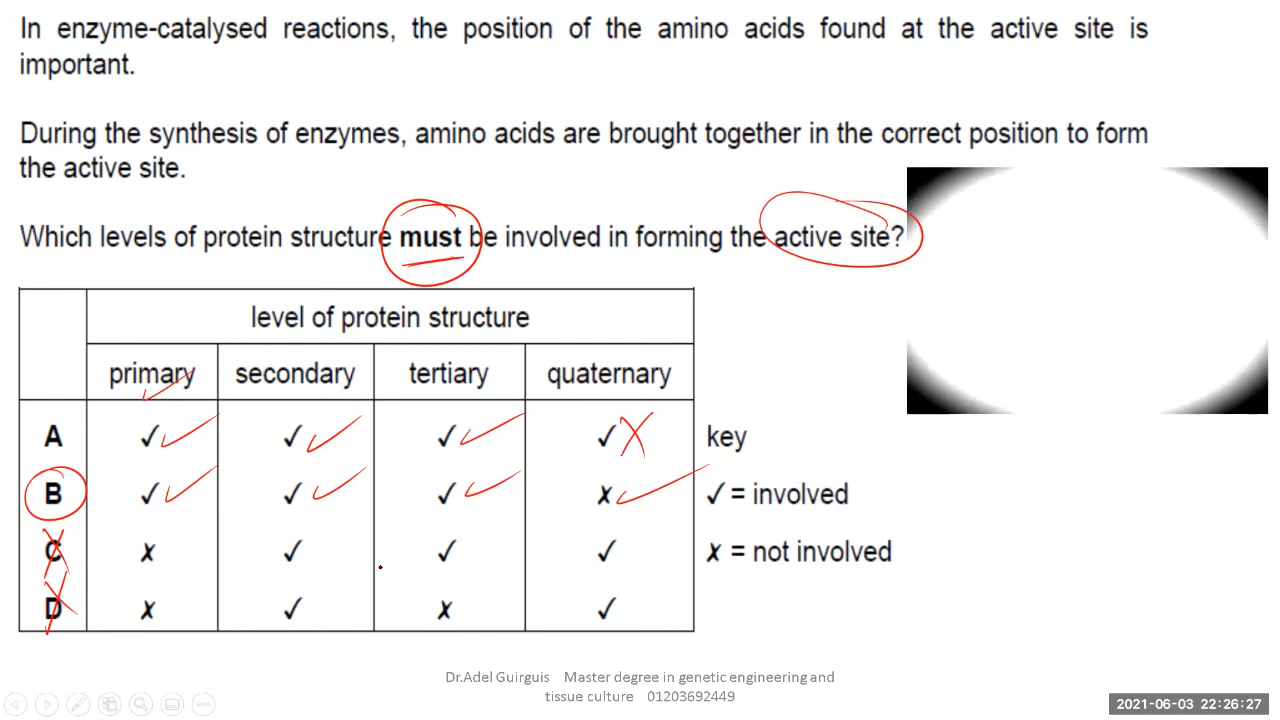 In enzyme-catalysed reactions, the position of the amino acids found at the active site is
important.
During the synthesis of enzymes, amino acids are brought together in the correct position to form
the active site.
Which levels of protein structure must be involved in forming the active site?
level of protein structure
primary secondary tertiary quaternary
A ✓ ✓ ✓ ✓ key
B ✓ ✓ ✓ ✗ ✓ = involved
C ✗ ✓ ✓ ✓ ✗ = not involved
D ✗ ✓ ✗ ✓
Dr.Adel Guirguis Master degree in genetic engineering and
tissue culture 01203692449
2021-06-03 22:26:27